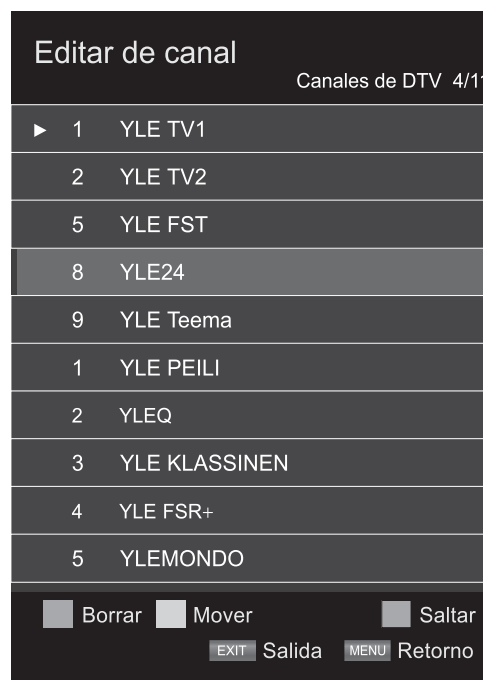 Editar de canal
Canales de DTV 4/11
1 YLE TV1
2 YLE TV2
5 YLE FST
8 YLE24
9 YLE Teema
1 YLE PEILI
2 YLEQ
3 YLE KLASSINEN
4 YLE FSR+
5 YLEMONDO
Borrar Mover Saltar
EXIT Salida MENU Retorno